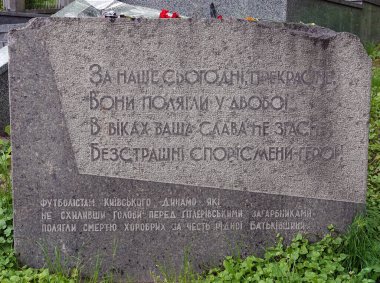 За наше сьогодні прекрасне
Вони полягли у двобої...
В віках ваша слава не згасне,
Безстрашні спортсмени-герої.
Футболістам київського "Динамо", які
не схиливши голови перед гітлерівськими загарбниками
полягли смертю хоробрих за честь рідної Батьківщини